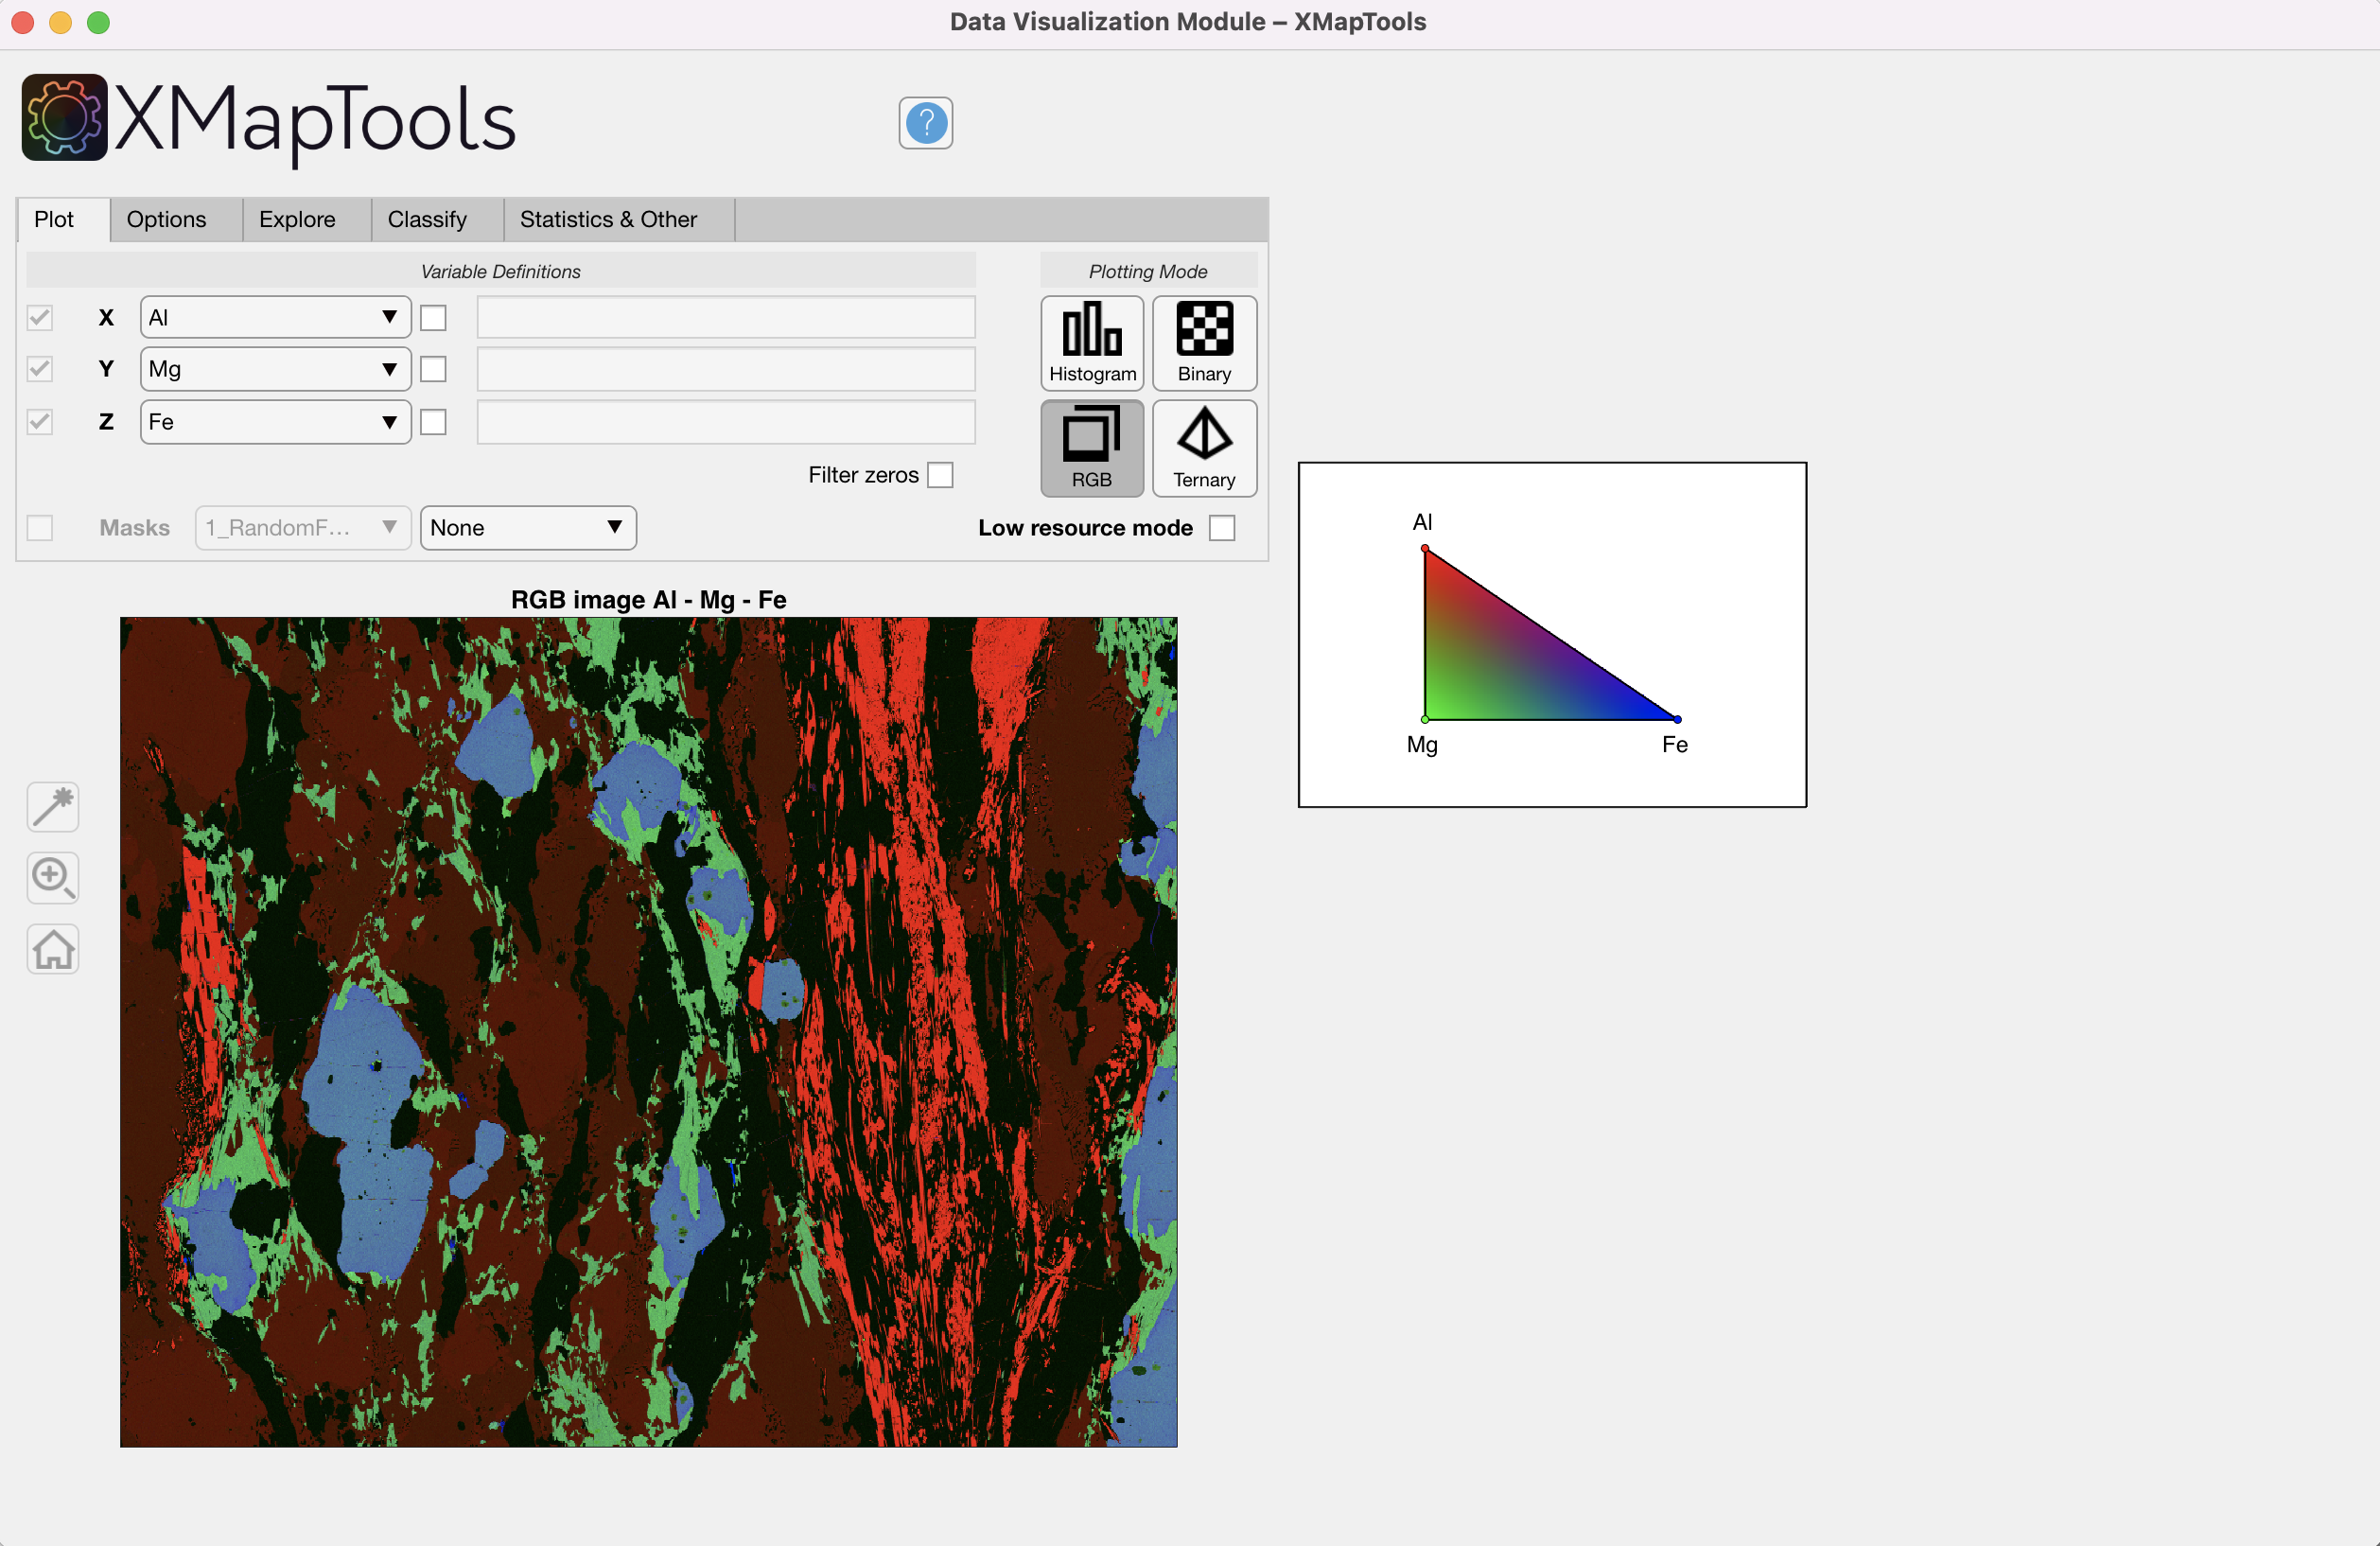 Data Visualization Module – XMapTools
XMapTools
?
Plot Options Explore Classify Statistics & Other
Variable Definitions
Plotting Mode
X Al
Y Mg
Z Fe
Histogram Binary
Filter zeros
RGB Ternary
Masks 1_RandomF... None
Low resource mode
RGB image Al - Mg - Fe
Al
Mg Fe